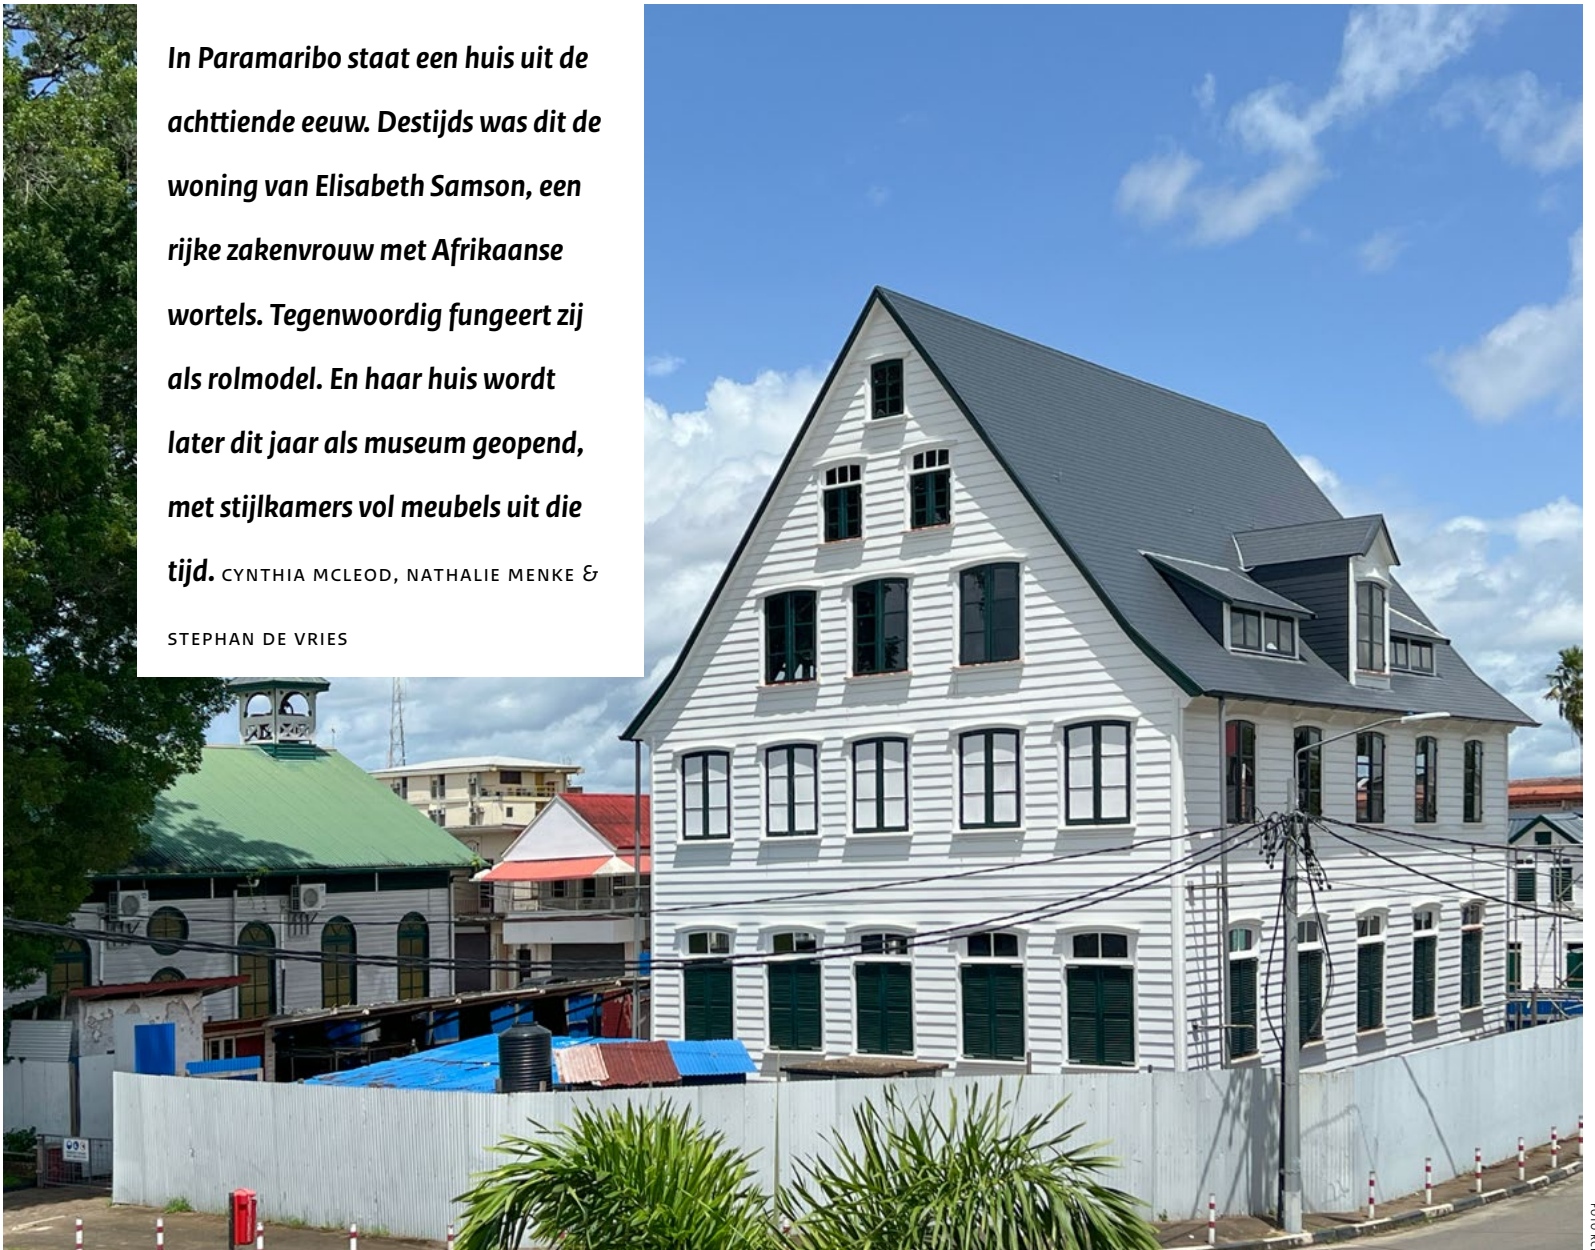 In Paramaribo staat een huis uit de
achttiende eeuw. Destijds was dit de
woning van Elisabeth Samson, een
rijke zakenvrouw met Afrikaanse
wortels. Tegenwoordig fungeert zij
als rolmodel. En haar huis wordt
later dit jaar als museum geopend,
met stijlkamers vol meubels uit die
tijd. CYNTHIA MCLEOD, NATHALIE MENKE &
STEPHAN DE VRIES